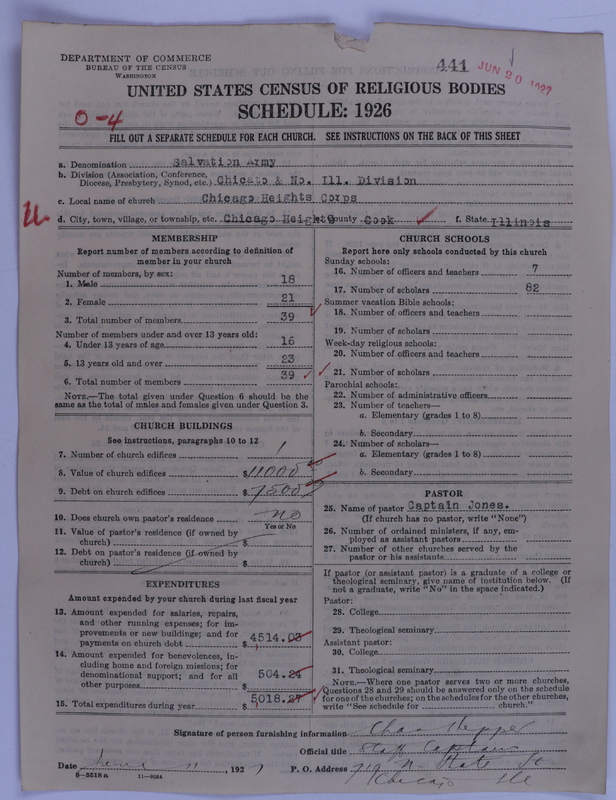 DEPARTMENT OF COMMERCE
BUREAU OF THE CENSUS
WASHINGTON
441 JUN 20 1927
UNITED STATES CENSUS OF RELIGIOUS BODIES
SCHEDULE: 1926
0-4
FILL OUT A SEPARATE SCHEDULE FOR EACH CHURCH. SEE INSTRUCTIONS ON THE BACK OF THIS SHEET
a. Denomination Salvation Army
b. Division (Association, Conference, Diocese, Presbytery, Synod, etc.) Chicato & No. Ill. Division
c. Local name of church Chicago Heights Corps
d. City, town, village, or township, etc. Chicago Heights County Cook f. State Illinois
MEMBERSHIP
Report number of members according to definition of member in your church
Number of members, by sex:
1. Male 18
2. Female 21
3. Total number of members 39
Number of members under and over 13 years old:
4. Under 13 years of age 16
5. 13 years old and over 23
6. Total number of members 39
NOTE.—The total given under Question 6 should be the same as the total of males and females given under Question 3.
CHURCH BUILDINGS
See instructions, paragraphs 10 to 12
7. Number of church edifices 1
8. Value of church edifices $11000.00
9. Debt on church edifices $7500.00
10. Does church own pastor's residence no
Yes or No
11. Value of pastor's residence (if owned by church) $
12. Debt on pastor's residence (if owned by church) $
EXPENDITURES
Amount expended by your church during last fiscal year
13. Amount expended for salaries, repairs, and other running expenses; for improvements or new buildings; and for payments on church debt $4514.03
14. Amount expended for benevolences, including home and foreign missions; for denominational support; and for all other purposes $504.24
15. Total expenditures during year $5018.27
CHURCH SCHOOLS
Report here only schools conducted by this church
Sunday schools:
16. Number of officers and teachers 7
17. Number of scholars 82
Summer vacation Bible schools:
18. Number of officers and teachers
19. Number of scholars
Week-day religious schools:
20. Number of officers and teachers
21. Number of scholars
Parochial schools:
22. Number of administrative officers
23. Number of teachers—
a. Elementary (grades 1 to 8)
b. Secondary
24. Number of scholars—
a. Elementary (grades 1 to 8)
b. Secondary
PASTOR
25. Name of pastor Captain Jones.
(If church has no pastor, write "None")
26. Number of ordained ministers, if any, employed as assistant pastors
27. Number of other churches served by the pastor or his assistants
If pastor (or assistant pastor) is a graduate of a college or theological seminary, give name of institution below. (If not a graduate, write "No" in the space indicated.)
Pastor:
28. College
29. Theological seminary
Assistant pastor:
30. College
31. Theological seminary
NOTE.—Where one pastor serves two or more churches, Questions 28 and 29 should be answered only on the schedule for one of the churches; on the schedules for the other churches, write "See schedule for church."
Signature of person furnishing information Chas
Official title Staff Captain
Date June 11, 1927 P. O. Address 719 N State St
Chicago Ill
8-5518a 11-9034